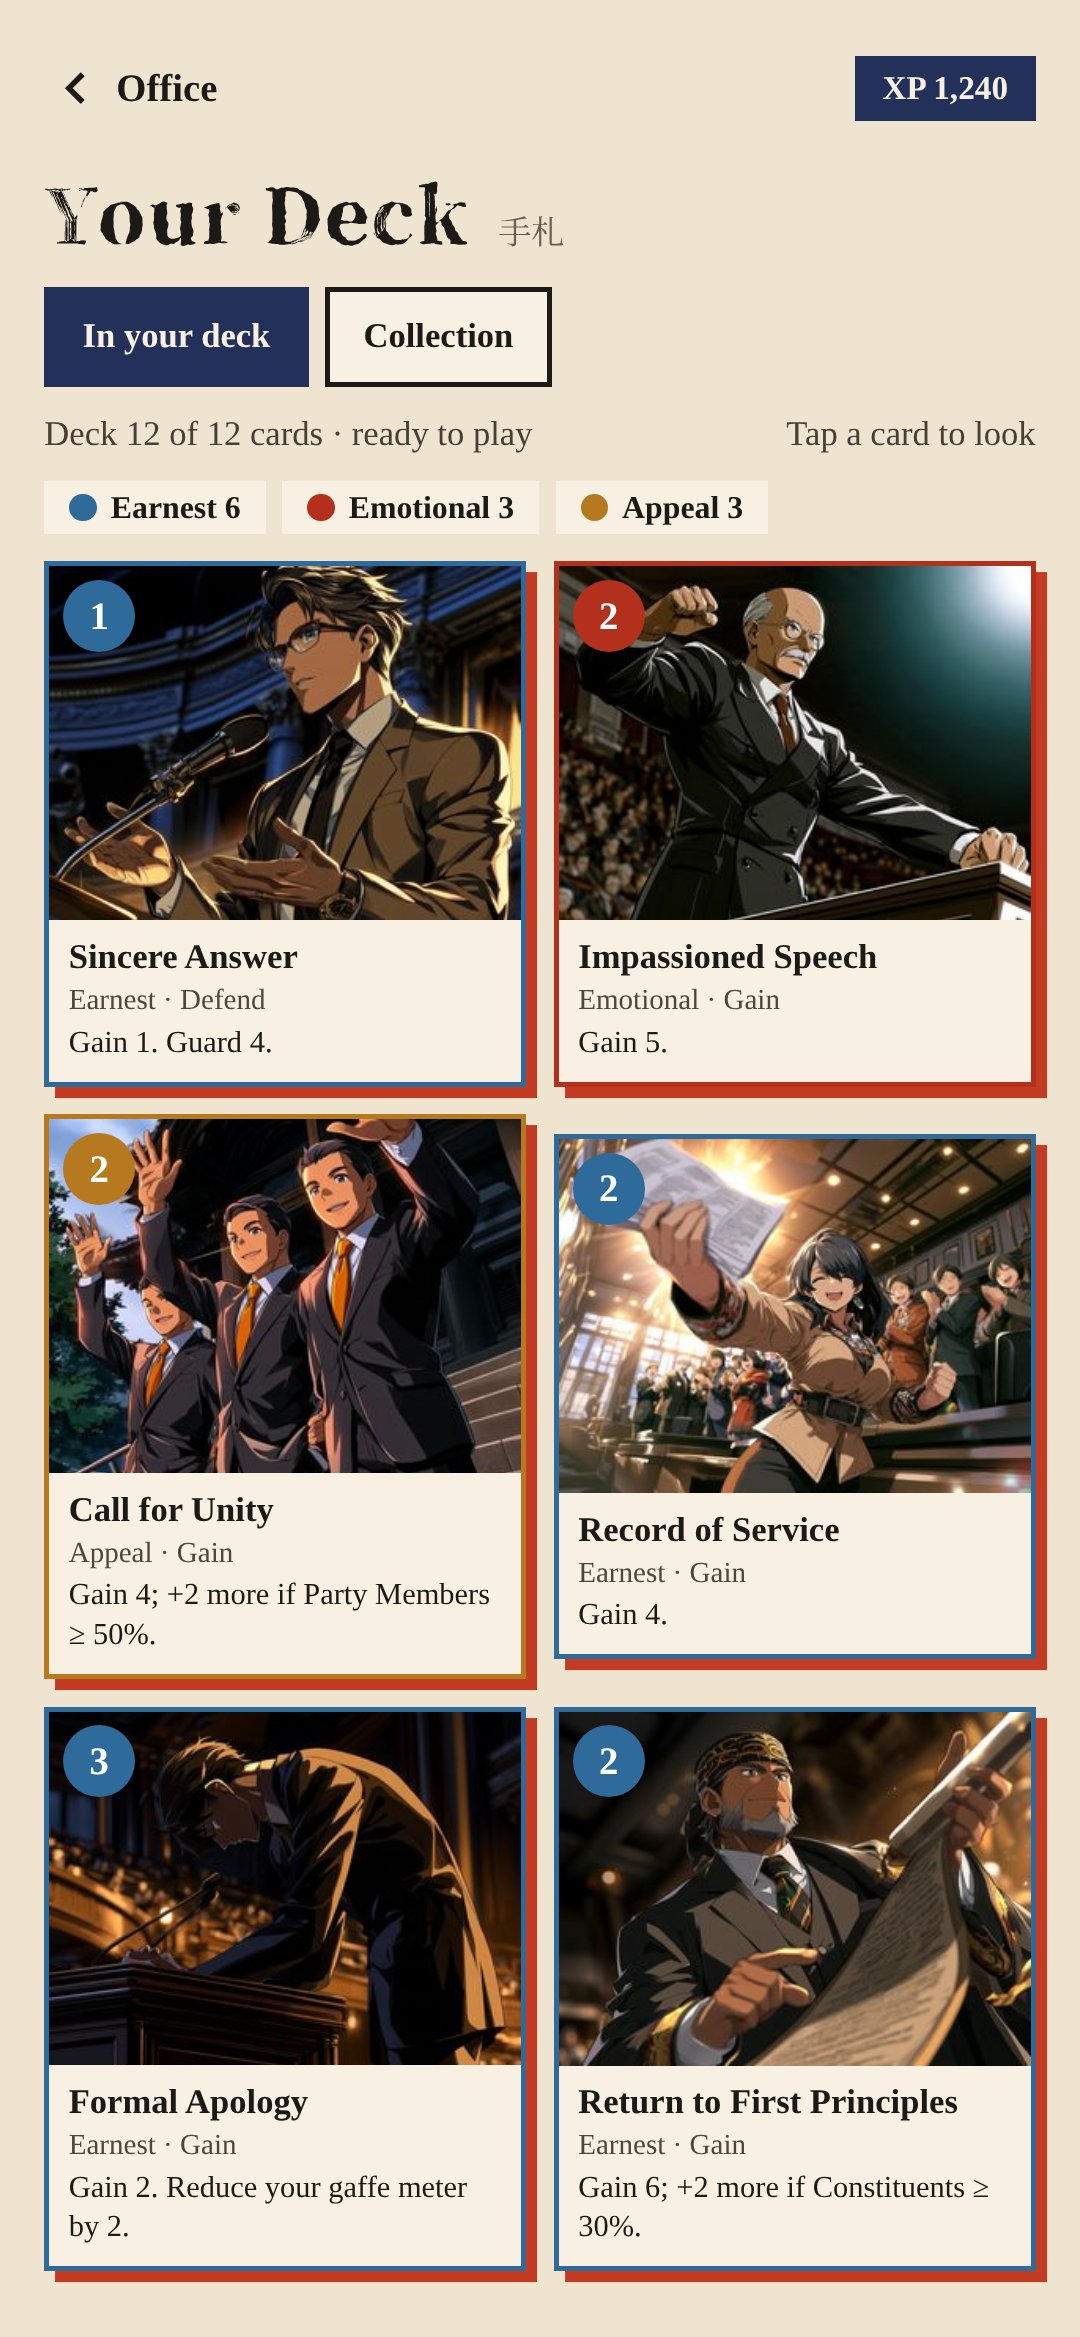 Office
XP 1,240
Your Deck 手札
In your deck
Collection
Deck 12 of 12 cards · ready to play
Tap a card to look
Earnest 6
Emotional 3
Appeal 3
1
Sincere Answer
Earnest · Defend
Gain 1. Guard 4.
2
Impassioned Speech
Emotional · Gain
Gain 5.
2
Call for Unity
Appeal · Gain
Gain 4; +2 more if Party Members
≥ 50%.
2
Record of Service
Earnest · Gain
Gain 4.
3
Formal Apology
Earnest · Gain
Gain 2. Reduce your gaffe meter
by 2.
2
Return to First Principles
Earnest · Gain
Gain 6; +2 more if Constituents ≥
30%.